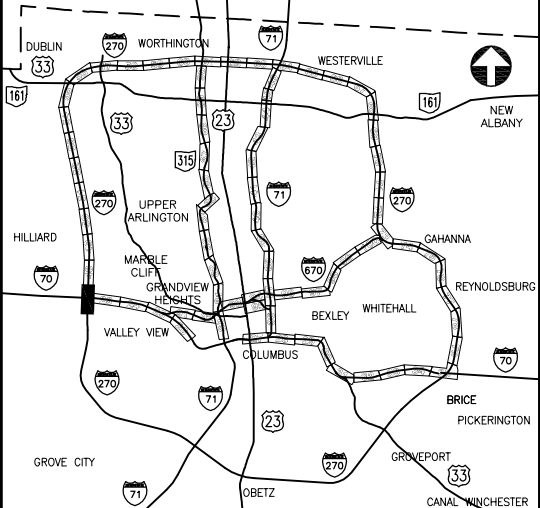 DUBLIN
270
WORTHINGTON
71
33
WESTERVILLE
161
161
33
23
NEW
ALBANY
315
270
71
270
UPPER
ARLINGTON
HILLIARD
GAHANNA
70
MARBLE
CLIFF
670
GRANDVIEW
HEIGHTS
REYNOLDSBURG
BEXLEY
WHITEHALL
VALLEY VIEW
COLUMBUS
70
270
71
BRICE
23
PICKERINGTON
GROVE CITY
270
GROVEPORT
33
71
OBETZ
CANAL WINCHESTER